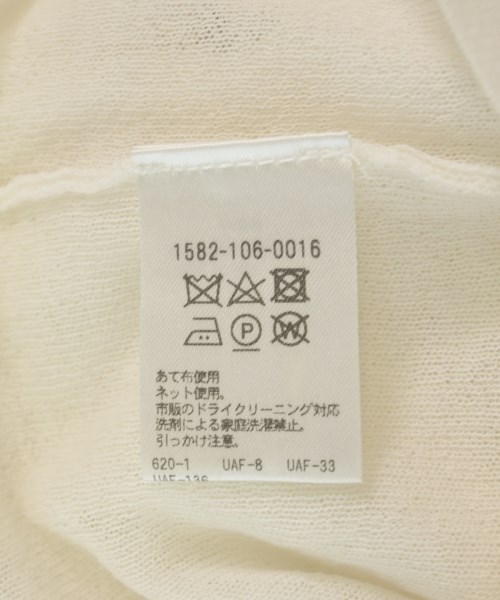 1582-106-0016
P
W
あて布使用
ネット使用。
市販のドライクリーニング対応
洗剤による家庭洗濯禁止。
引っかけ注意。
620-1 UAF-8 UAF-33
UAF-136